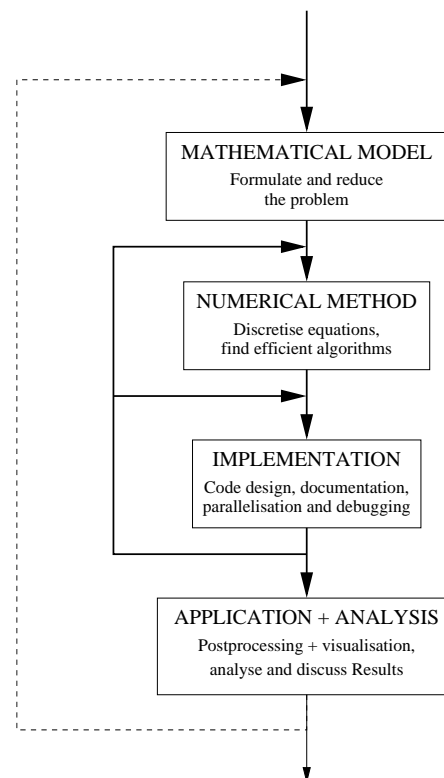 MATHEMATICAL MODEL
Formulate and reduce
the problem
NUMERICAL METHOD
Discretise equations,
find efficient algorithms
IMPLEMENTATION
Code design, documentation,
parallelisation and debugging
APPLICATION + ANALYSIS
Postprocessing + visualisation,
analyse and discuss Results